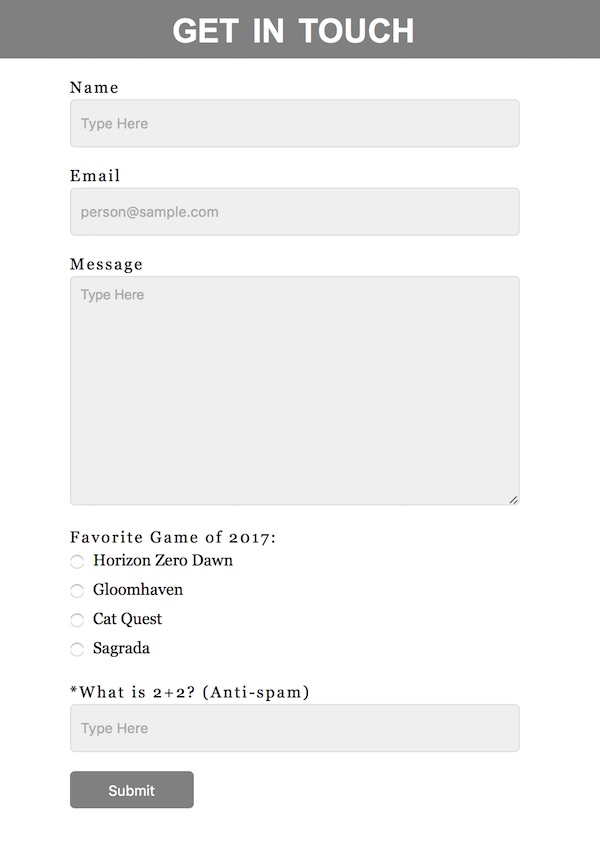 GET IN TOUCH
Name
Type Here
Email
person@sample.com
Message
Type Here
Favorite Game of 2017:
Horizon Zero Dawn
Gloomhaven
Cat Quest
Sagrada
*What is 2+2? (Anti-spam)
Type Here
Submit